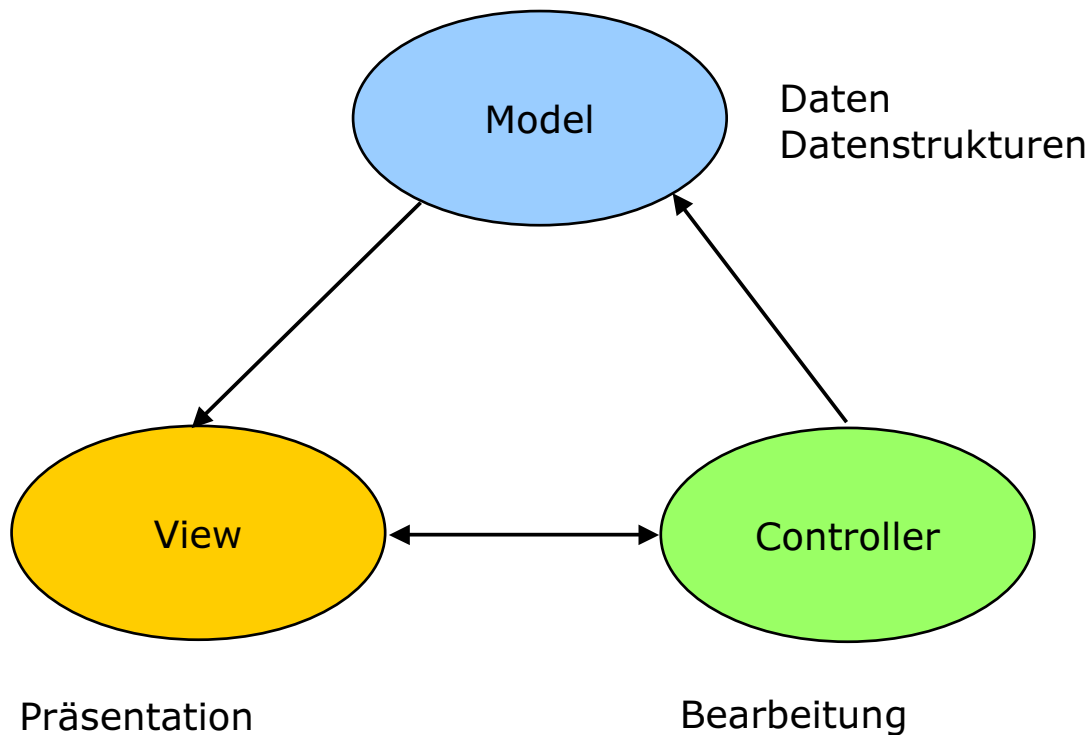 Model
Daten
Datenstrukturen
View
Controller
Präsentation
Bearbeitung